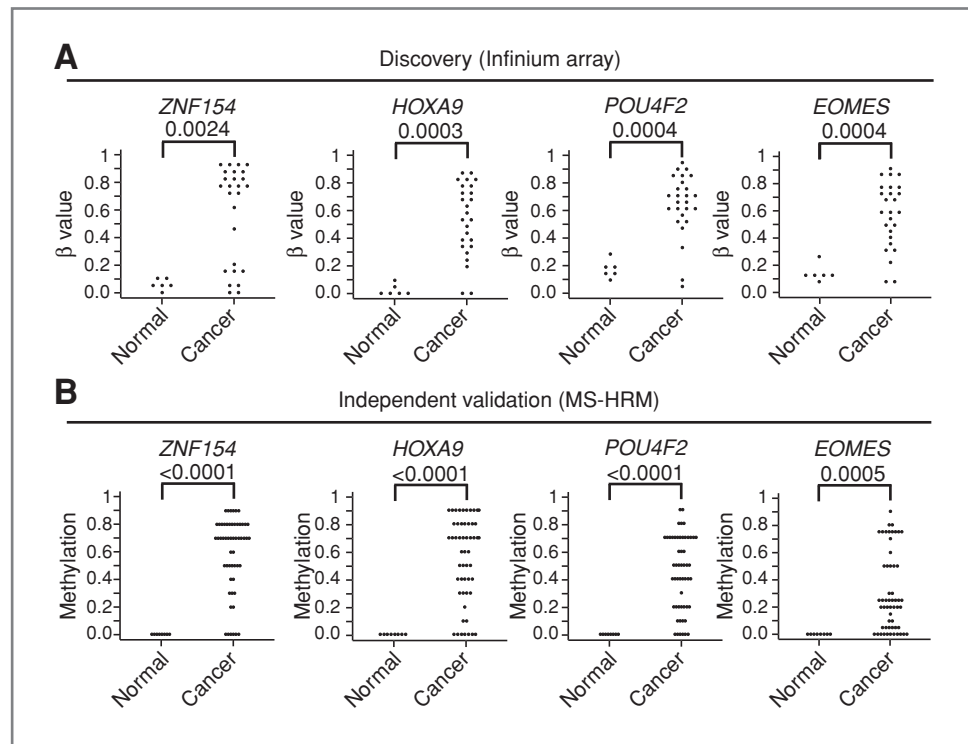 A
Discovery (Infinium array)
ZNF154
0.0024
β value
1
0.8
0.6
0.4
0.2
0.0
Normal
Cancer
HOXA9
0.0003
β value
1
0.8
0.6
0.4
0.2
0.0
Normal
Cancer
POU4F2
0.0004
β value
1
0.8
0.6
0.4
0.2
0.0
Normal
Cancer
EOMES
0.0004
β value
1
0.8
0.6
0.4
0.2
0.0
Normal
Cancer
B
Independent validation (MS-HRM)
ZNF154
<0.0001
Methylation
1
0.8
0.6
0.4
0.2
0.0
Normal
Cancer
HOXA9
<0.0001
Methylation
1
0.8
0.6
0.4
0.2
0.0
Normal
Cancer
POU4F2
<0.0001
Methylation
1
0.8
0.6
0.4
0.2
0.0
Normal
Cancer
EOMES
0.0005
Methylation
1
0.8
0.6
0.4
0.2
0.0
Normal
Cancer